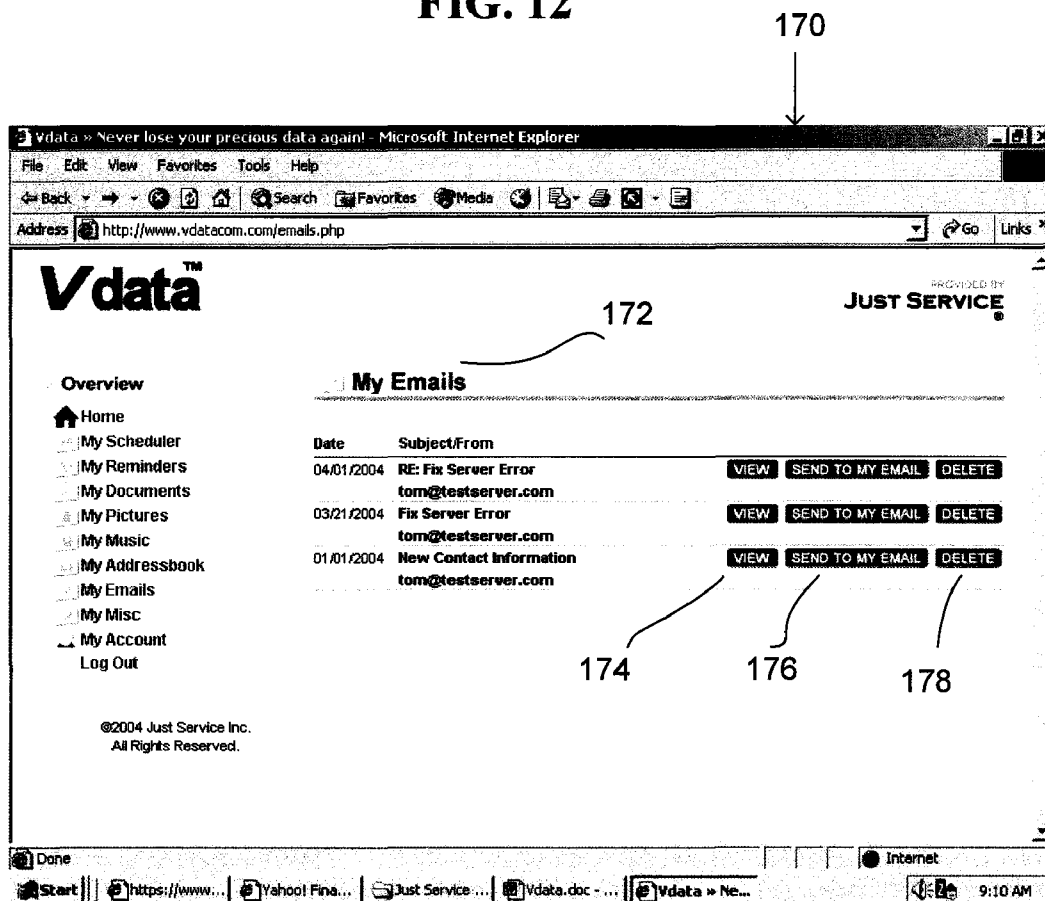 FIG. 12
170
Vdata » Never lose your precious data again! - Microsoft Internet Explorer
File Edit View Favorites Tools Help
Back Search Favorites Media
Address http://www.vdatacom.com/emails.php Go Links
Vdata™
PROVIDED BY
JUST SERVICE®
172
Overview
My Emails
Home
My Scheduler
My Reminders
My Documents
My Pictures
My Music
My Addressbook
My Emails
My Misc
My Account
Log Out
Date Subject/From
04/01/2004 RE: Fix Server Error VIEW SEND TO MY EMAIL DELETE
tom@testserver.com
03/21/2004 Fix Server Error VIEW SEND TO MY EMAIL DELETE
tom@testserver.com
01/01/2004 New Contact Information VIEW SEND TO MY EMAIL DELETE
tom@testserver.com
174 176 178
©2004 Just Service Inc.
All Rights Reserved.
Done Internet
Start https://www... Yahoo! Fina... Just Service ... Vdata.doc - ... Vdata » Ne... 9:10 AM